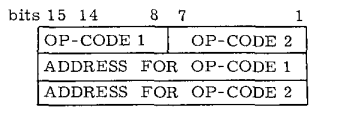 bits 15 14 8 7 1
OP-CODE 1 OP-CODE 2
ADDRESS FOR OP-CODE 1
ADDRESS FOR OP-CODE 2